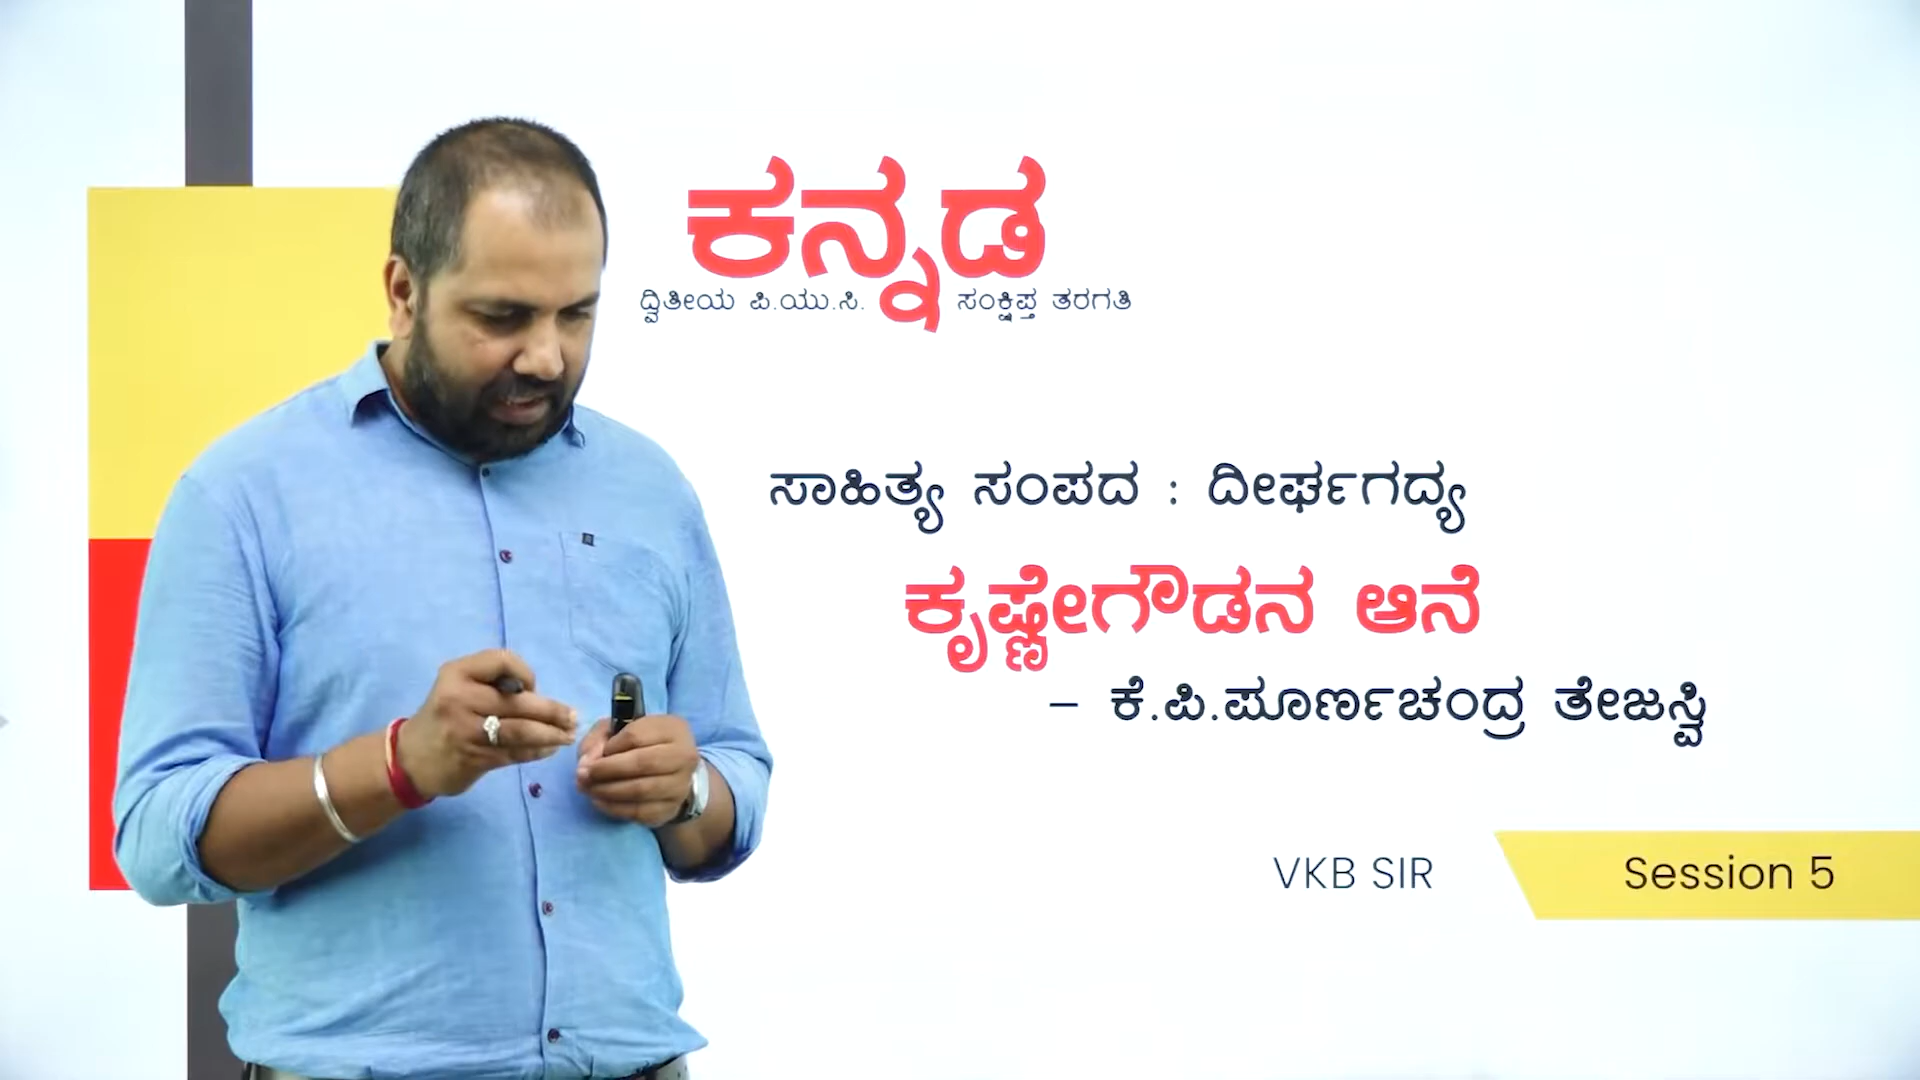 ಕನ್ನಡ
ದ್ವಿತೀಯ ಪಿ.ಯು.ಸಿ. ಸಂಕ್ಷಿಪ್ತ ತರಗತಿ
ಸಾಹಿತ್ಯ ಸಂಪದ : ದೀರ್ಘಗದ್ಯ
ಕೃಷ್ಣೇಗೌಡನ ಆನೆ
– ಕೆ.ಪಿ.ಪೂರ್ಣಚಂದ್ರ ತೇಜಸ್ವಿ
VKB SIR
Session 5